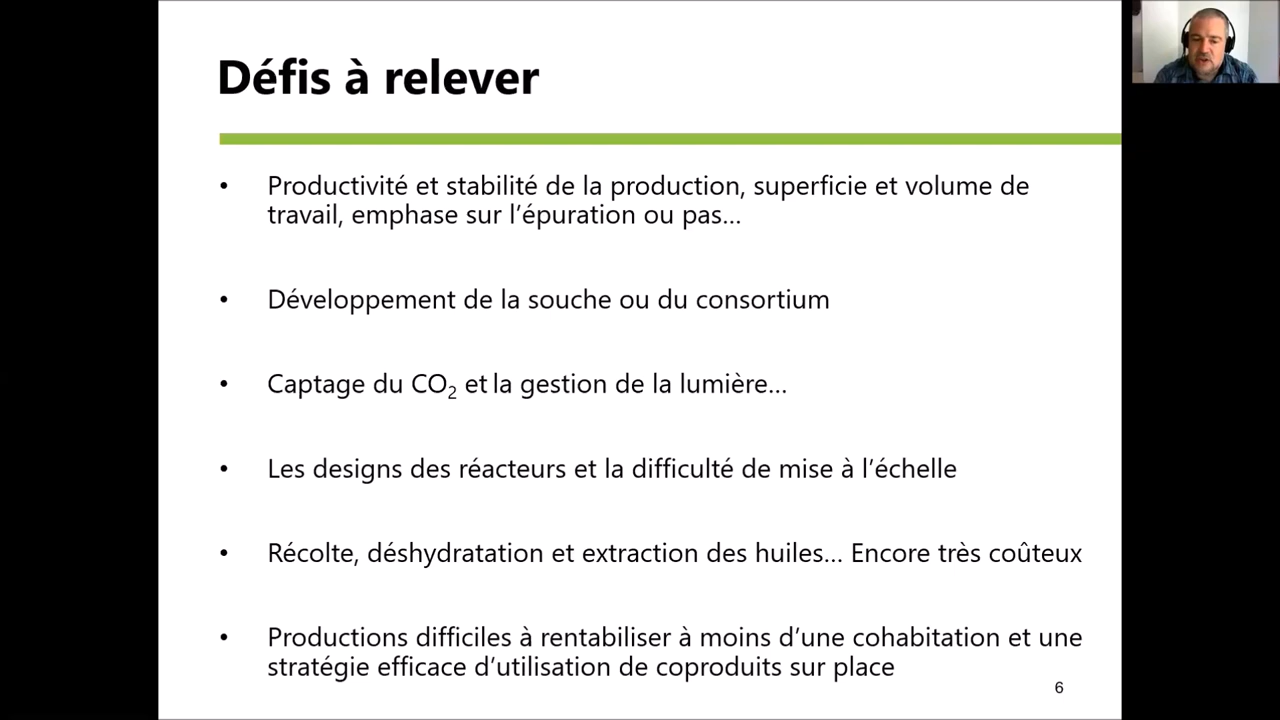 Défis à relever
• Productivité et stabilité de la production, superficie et volume de
travail, emphase sur l’épuration ou pas…
• Développement de la souche ou du consortium
• Captage du CO₂ et la gestion de la lumière…
• Les designs des réacteurs et la difficulté de mise à l’échelle
• Récolte, déshydratation et extraction des huiles… Encore très coûteux
• Productions difficiles à rentabiliser à moins d’une cohabitation et une
stratégie efficace d’utilisation de coproduits sur place
6